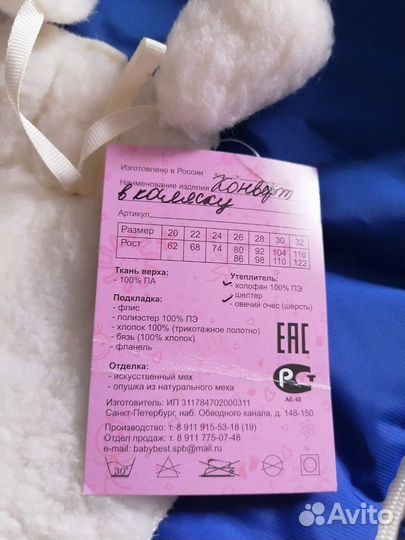 Изготовлено в России
Наименование изделия Конверт
в коляску
Артикул
Размер 20 22 24 26 28 30 32
Рост 62 68 74 80 86 92 98 104 110 116 122
Ткань верха:
- 100% ПА
Подкладка:
- флис
- полиэстер 100% ПЭ
- хлопок 100% (трикотажное полотно)
- бязь (100% хлопок)
- фланель
Утеплитель:
- холофан 100% ПЭ
- шелтер
- овечий очес (шерсть)
EAC
Отделка:
- искусственный мех
- опушка из натурального меха
РСТ
АЕ 45
Изготовитель: ИП 311784702000311
Санкт-Петербург, наб. Обводного канала, д. 148-150
Производство: т. 8 911 915-53-18 (19)
Отдел продаж: т. 8 911 775-07-48
e-mail: babybest.spb@mail.ru
30°
Avito